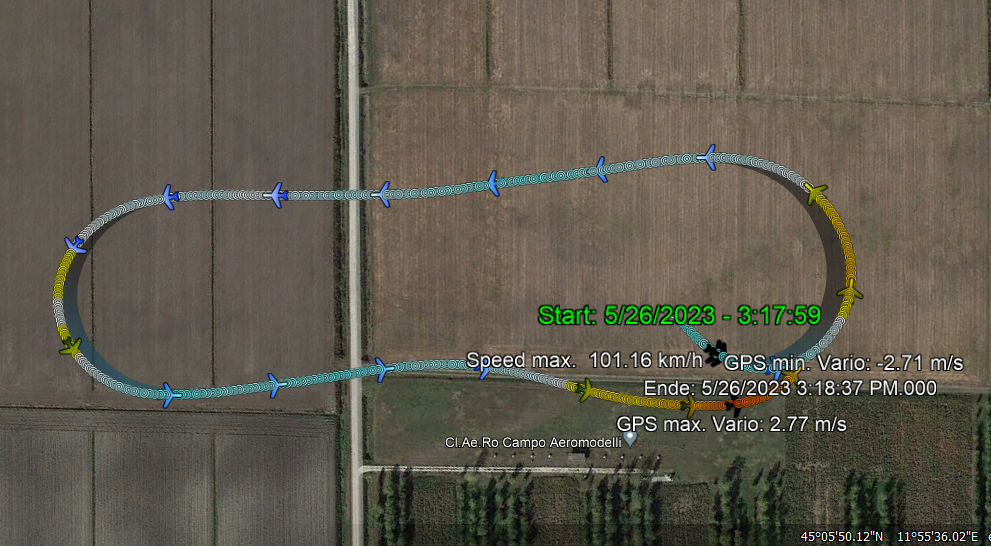 Start: 5/26/2023 - 3:17:59
Speed max. 101.16 km/h
GPS min. Vario: -2.71 m/s
Ende: 5/26/2023 3:18:37 PM.000
GPS max. Vario: 2.77 m/s
Cl.Ae.Ro Campo Aeromodelli
45°05'50.12"N 11°55'36.02"E